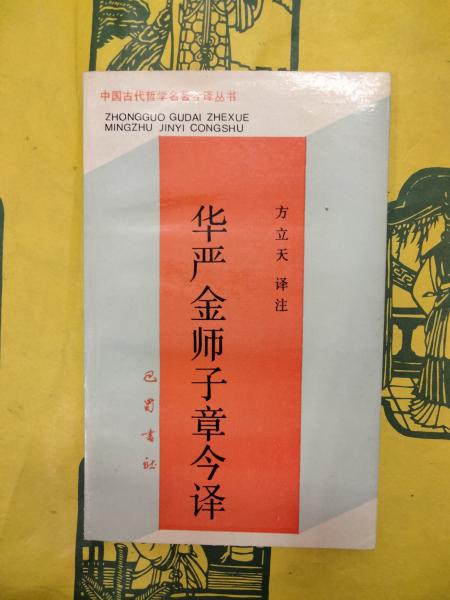 中国古代哲学名著今译丛书
ZHONGGUO GUDAI ZHEXUE
MINGZHU JINYI CONGSHU
方立天 译注
华严金师子章今译
巴蜀书社